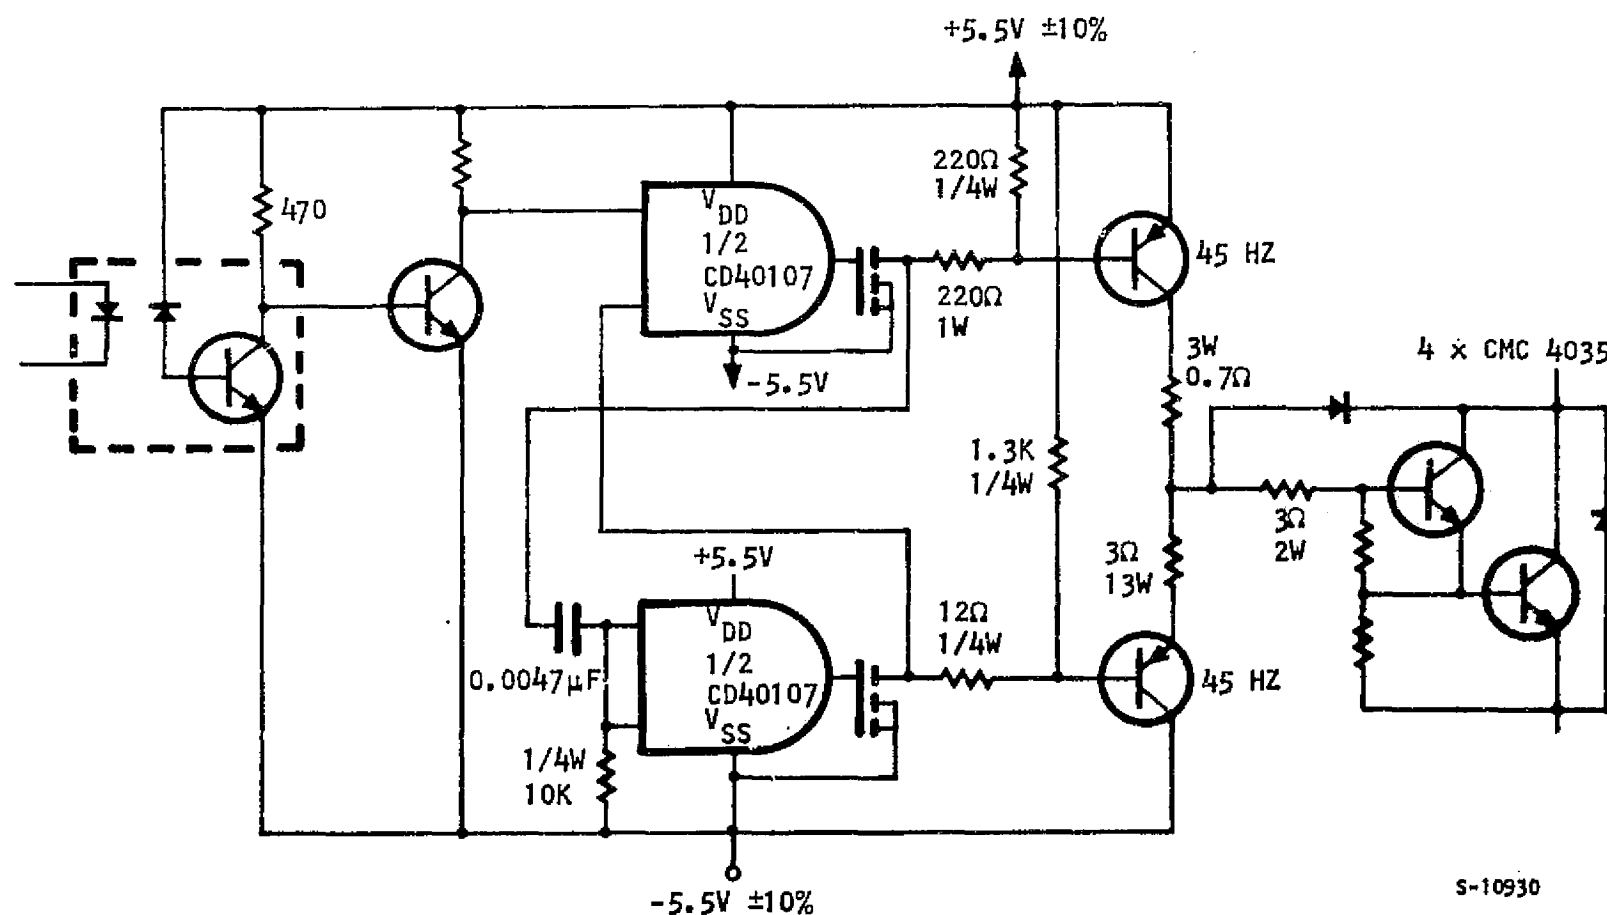 +5.5V ±10%
470
220Ω
1/4W
V DD
1/2
CD40107
V SS
220Ω
1W
45 HZ
-5.5V
3W
0.7Ω
4 x CMC 4035
1.3K
1/4W
3Ω
2W
+5.5V
3Ω
13W
0.0047μF
V DD
1/2
CD40107
V SS
12Ω
1/4W
45 HZ
1/4W
10K
-5.5V ±10%
S-10930